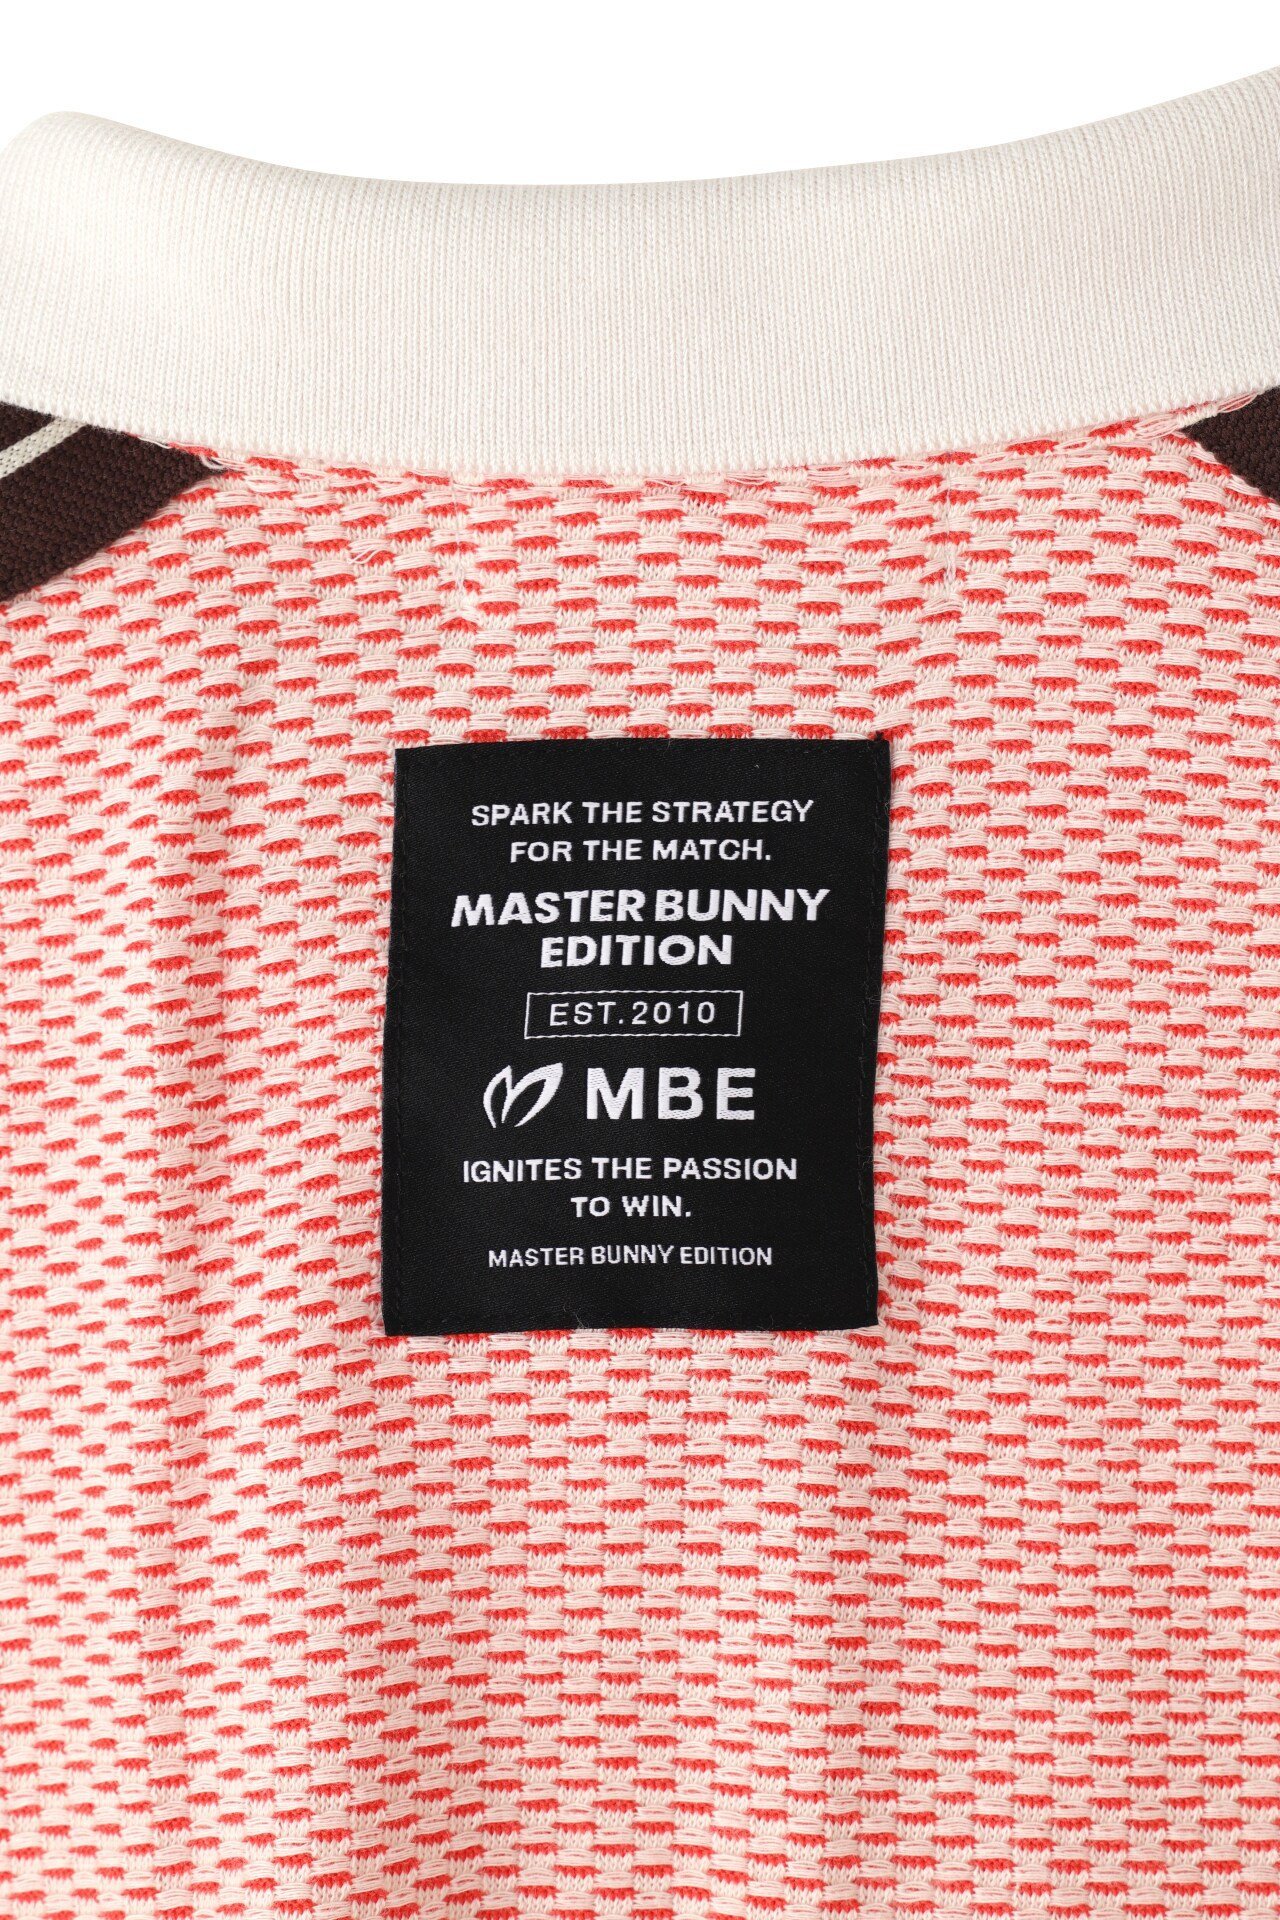 SPARK THE STRATEGY
FOR THE MATCH.
MASTER BUNNY
EDITION
EST.2010
MBE
IGNITES THE PASSION
TO WIN.
MASTER BUNNY EDITION